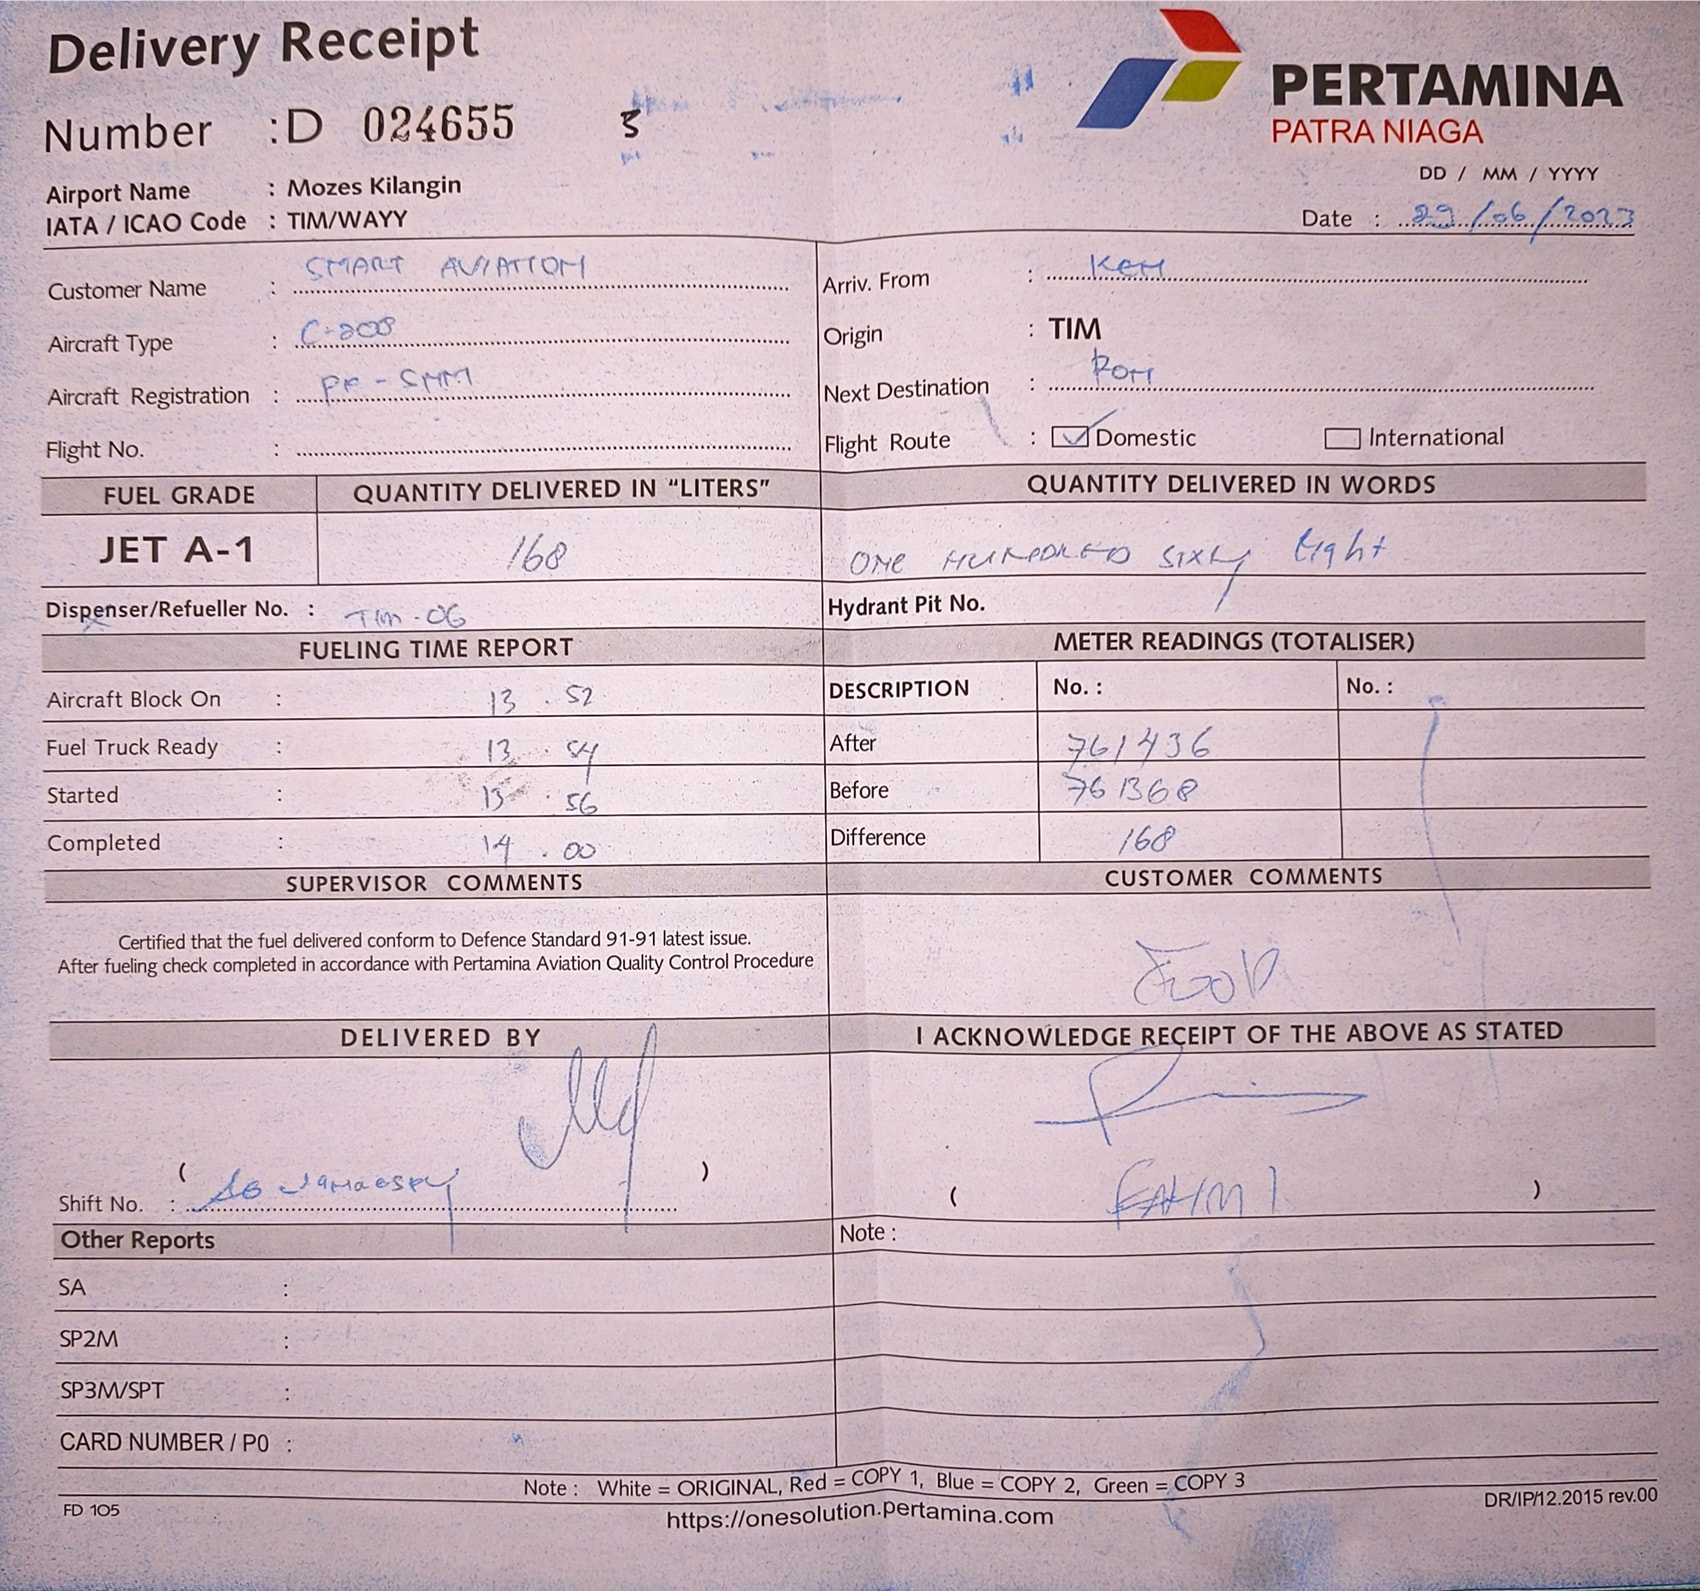 Delivery Receipt
PERTAMINA
PATRA NIAGA
Number : D 024655
DD / MM / YYYY
Airport Name : Mozes Kilangin
IATA / ICAO Code : TIM/WAYY
Date : 29/06/2023
Customer Name : SMART AVIATION
Arriv. From :
Aircraft Type : C-208
Origin : TIM
Aircraft Registration : PK-SMM
Next Destination :
Flight No. :
Flight Route : Domestic International
FUEL GRADE QUANTITY DELIVERED IN “LITERS” QUANTITY DELIVERED IN WORDS
JET A-1 168 ONE HUNDRED SIXTY Eight
Dispenser/Refueller No. : TIM-06 Hydrant Pit No.
FUELING TIME REPORT METER READINGS (TOTALISER)
DESCRIPTION No. : No. :
Aircraft Block On : 13.52
After 761436
Fuel Truck Ready : 13.54
Before 761368
Started : 13.56
Difference 168
Completed : 14.00
SUPERVISOR COMMENTS CUSTOMER COMMENTS
Certified that the fuel delivered conform to Defence Standard 91-91 latest issue.
After fueling check completed in accordance with Pertamina Aviation Quality Control Procedure
DELIVERED BY I ACKNOWLEDGE RECEIPT OF THE ABOVE AS STATED
( )
Shift No. :
( FAHMI )
Other Reports Note :
SA :
SP2M :
SP3M/SPT :
CARD NUMBER / P0 :
Note : White = ORIGINAL, Red = COPY 1, Blue = COPY 2, Green = COPY 3
FD 105 https://onesolution.pertamina.com DR/IP/12.2015 rev.00